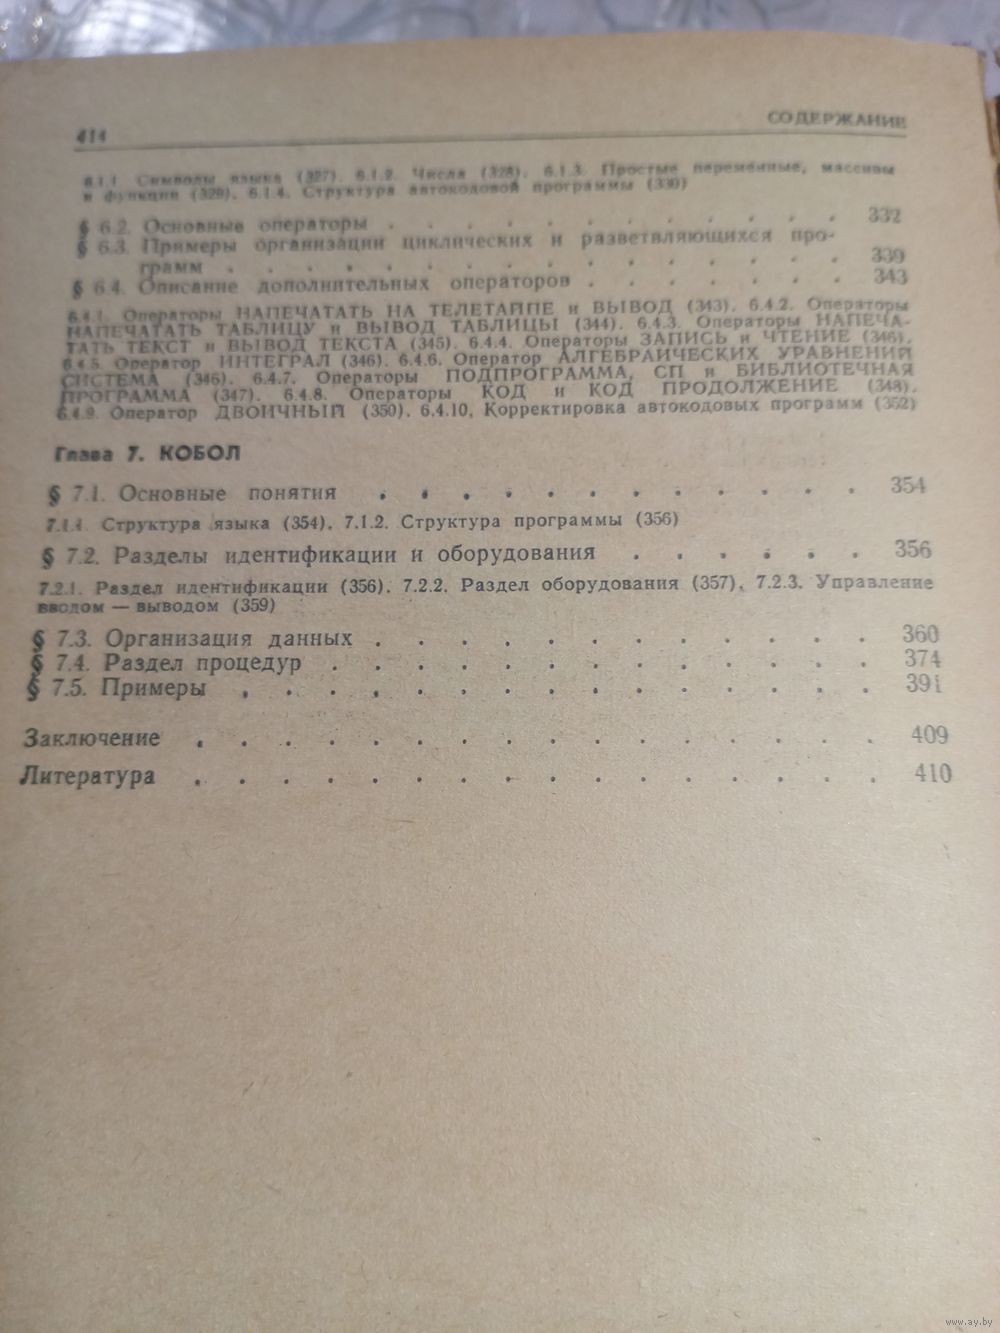 414
СОДЕРЖАНИЕ
6.1.1. Символы языка (327). 6.1.2. Числа (328). 6.1.3. Простые переменные, массивы
и функции (329). 6.1.4. Структура автокодовой программы (330)
§ 6.2. Основные операторы . . . . . . . . . . . 332
§ 6.3. Примеры организации циклических и разветвляющихся про-
грамм . . . . . . . . . . . . . . . 339
§ 6.4. Описание дополнительных операторов . . . . . . 343
6.4.1. Операторы НАПЕЧАТАТЬ НА ТЕЛЕТАЙПЕ и ВЫВОД (343). 6.4.2. Операторы
НАПЕЧАТАТЬ ТАБЛИЦУ и ВЫВОД ТАБЛИЦЫ (344). 6.4.3. Операторы НАПЕЧА-
ТАТЬ ТЕКСТ и ВЫВОД ТЕКСТА (345). 6.4.4. Операторы ЗАПИСЬ и ЧТЕНИЕ (346).
6.4.5. Оператор ИНТЕГРАЛ (346). 6.4.6. Оператор АЛГЕБРАИЧЕСКИХ УРАВНЕНИЙ
СИСТЕМА (346). 6.4.7. Операторы ПОДПРОГРАММА, СП и БИБЛИОТЕЧНАЯ
ПРОГРАММА (347). 6.4.8. Операторы КОД и КОД ПРОДОЛЖЕНИЕ (348).
6.4.9. Оператор ДВОИЧНЫЙ (350). 6.4.10. Корректировка автокодовых программ (352)
Глава 7. КОБОЛ
§ 7.1. Основные понятия . . . . . . . . . . . . 354
7.1.1. Структура языка (354). 7.1.2. Структура программы (356)
§ 7.2. Разделы идентификации и оборудования . . . . . . 356
7.2.1. Раздел идентификации (356). 7.2.2. Раздел оборудования (357). 7.2.3. Управление
вводом — выводом (359)
§ 7.3. Организация данных . . . . . . . . . . . . 360
§ 7.4. Раздел процедур . . . . . . . . . . . . . 374
§ 7.5. Примеры . . . . . . . . . . . . . . . 391
Заключение . . . . . . . . . . . . . . . . 409
Литература . . . . . . . . . . . . . . . . 410
www.ay.by